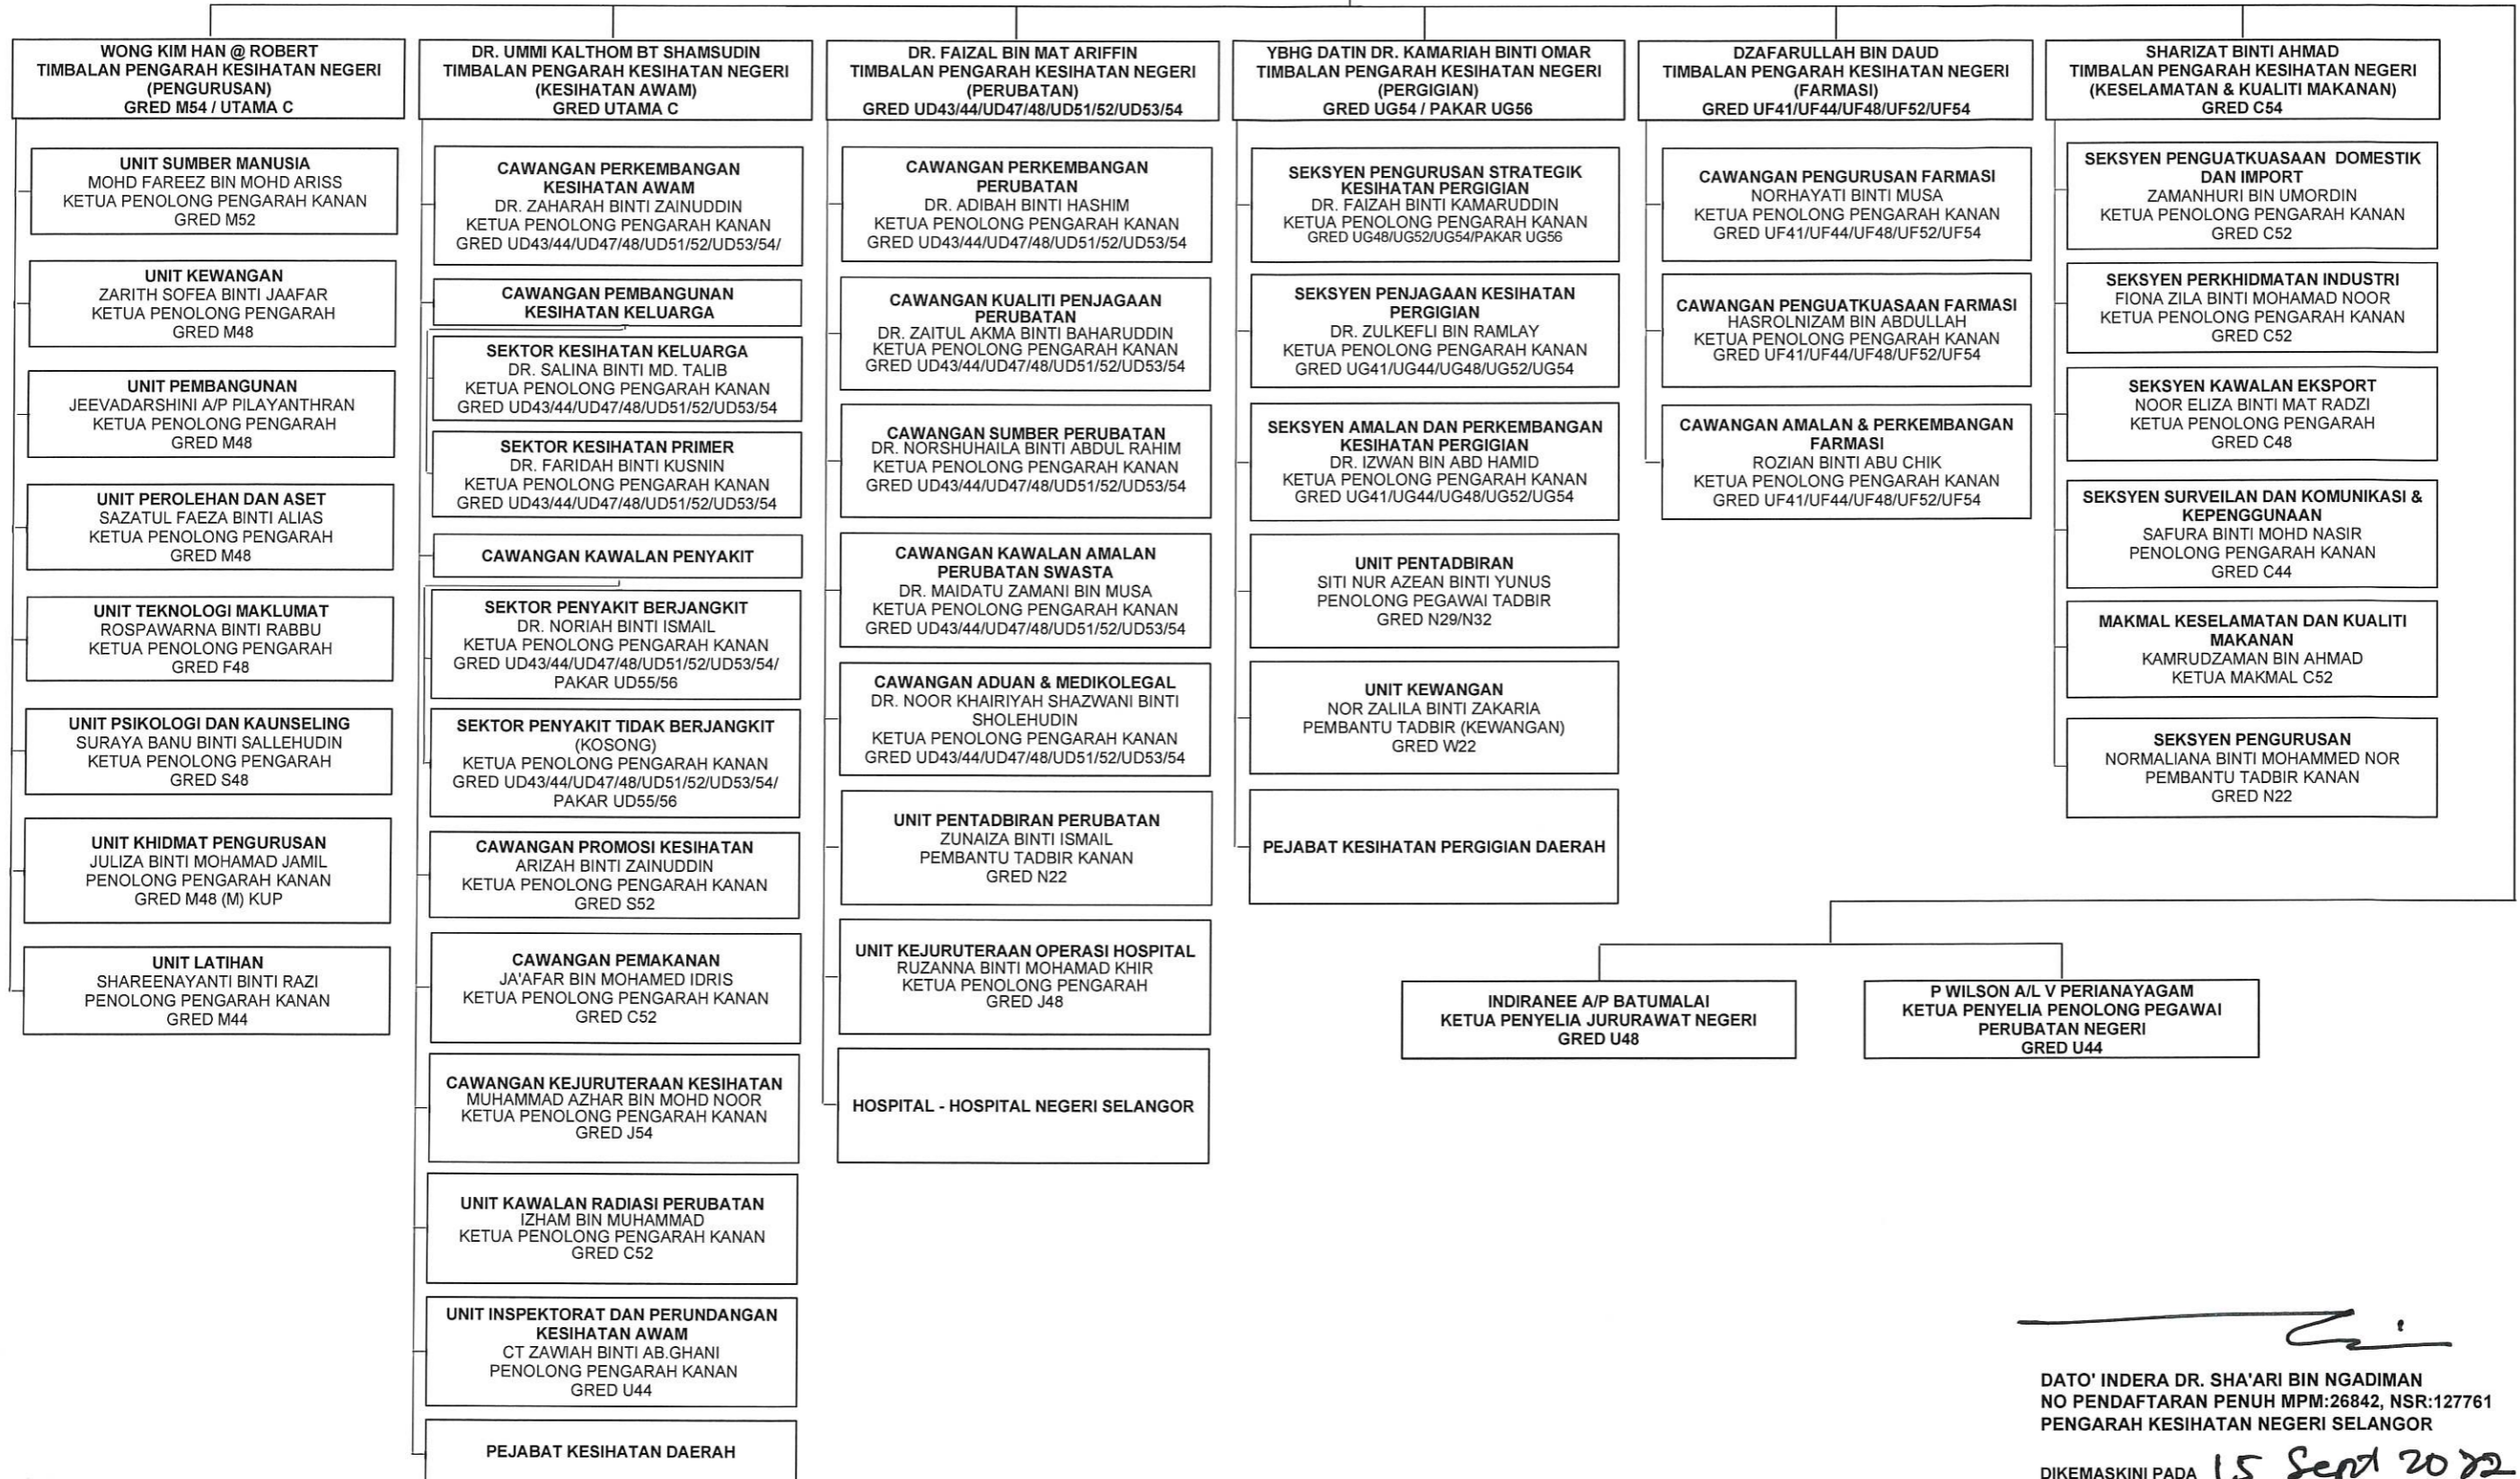 WONG KIM HAN @ ROBERT
TIMBALAN PENGARAH KESIHATAN NEGERI
(PENGURUSAN)
GRED M54 / UTAMA C
UNIT SUMBER MANUSIA
MOHD FAREEZ BIN MOHD ARISS
KETUA PENOLONG PENGARAH KANAN
GRED M52
UNIT KEWANGAN
ZARITH SOFEA BINTI JAAFAR
KETUA PENOLONG PENGARAH
GRED M48
UNIT PEMBANGUNAN
JEEVADARSHINI A/P PILAYANTHRAN
KETUA PENOLONG PENGARAH
GRED M48
UNIT PEROLEHAN DAN ASET
SAZATUL FAEZA BINTI ALIAS
KETUA PENOLONG PENGARAH
GRED M48
UNIT TEKNOLOGI MAKLUMAT
ROSPAWARNA BINTI RABBU
KETUA PENOLONG PENGARAH
GRED F48
UNIT PSIKOLOGI DAN KAUNSELING
SURAYA BANU BINTI SALLEHUDIN
KETUA PENOLONG PENGARAH
GRED S48
UNIT KHIDMAT PENGURUSAN
JULIZA BINTI MOHAMAD JAMIL
PENOLONG PENGARAH KANAN
GRED M48 (M) KUP
UNIT LATIHAN
SHAREENAYANTI BINTI RAZI
PENOLONG PENGARAH KANAN
GRED M44
DR. UMMI KALTHOM BT SHAMSUDIN
TIMBALAN PENGARAH KESIHATAN NEGERI
(KESIHATAN AWAM)
GRED UTAMA C
CAWANGAN PERKEMBANGAN
KESIHATAN AWAM
DR. ZAHARAH BINTI ZAINUDDIN
KETUA PENOLONG PENGARAH KANAN
GRED UD43/44/UD47/48/UD51/52/UD53/54/
CAWANGAN PEMBANGUNAN
KESIHATAN KELUARGA
SEKTOR KESIHATAN KELUARGA
DR. SALINA BINTI MD. TALIB
KETUA PENOLONG PENGARAH KANAN
GRED UD43/44/UD47/48/UD51/52/UD53/54
SEKTOR KESIHATAN PRIMER
DR. FARIDAH BINTI KUSNIN
KETUA PENOLONG PENGARAH KANAN
GRED UD43/44/UD47/48/UD51/52/UD53/54
CAWANGAN KAWALAN PENYAKIT
SEKTOR PENYAKIT BERJANGKIT
DR. NORIAH BINTI ISMAIL
KETUA PENOLONG PENGARAH KANAN
GRED UD43/44/UD47/48/UD51/52/UD53/54/
PAKAR UD55/56
SEKTOR PENYAKIT TIDAK BERJANGKIT
(KOSONG)
KETUA PENOLONG PENGARAH KANAN
GRED UD43/44/UD47/48/UD51/52/UD53/54/
PAKAR UD55/56
CAWANGAN PROMOSI KESIHATAN
ARIZAH BINTI ZAINUDDIN
KETUA PENOLONG PENGARAH KANAN
GRED S52
CAWANGAN PEMAKANAN
JA'AFAR BIN MOHAMED IDRIS
KETUA PENOLONG PENGARAH KANAN
GRED C52
CAWANGAN KEJURUTERAAN KESIHATAN
MUHAMMAD AZHAR BIN MOHD NOOR
KETUA PENOLONG PENGARAH KANAN
GRED J54
UNIT KAWALAN RADIASI PERUBATAN
IZHAM BIN MUHAMMAD
KETUA PENOLONG PENGARAH KANAN
GRED C52
UNIT INSPEKTORAT DAN PERUNDANGAN
KESIHATAN AWAM
CT ZAWIAH BINTI AB.GHANI
PENOLONG PENGARAH KANAN
GRED U44
PEJABAT KESIHATAN DAERAH
DR. FAIZAL BIN MAT ARIFFIN
TIMBALAN PENGARAH KESIHATAN NEGERI
(PERUBATAN)
GRED UD43/44/UD47/48/UD51/52/UD53/54
CAWANGAN PERKEMBANGAN
PERUBATAN
DR. ADIBAH BINTI HASHIM
KETUA PENOLONG PENGARAH KANAN
GRED UD43/44/UD47/48/UD51/52/UD53/54
CAWANGAN KUALITI PENJAGAAN
PERUBATAN
DR. ZAITUL AKMA BINTI BAHARUDDIN
KETUA PENOLONG PENGARAH KANAN
GRED UD43/44/UD47/48/UD51/52/UD53/54
CAWANGAN SUMBER PERUBATAN
DR. NORSHUHAILA BINTI ABDUL RAHIM
KETUA PENOLONG PENGARAH KANAN
GRED UD43/44/UD47/48/UD51/52/UD53/54
CAWANGAN KAWALAN AMALAN
PERUBATAN SWASTA
DR. MAIDATU ZAMANI BIN MUSA
KETUA PENOLONG PENGARAH KANAN
GRED UD43/44/UD47/48/UD51/52/UD53/54
CAWANGAN ADUAN & MEDIKOLEGAL
DR. NOOR KHAIRIYAH SHAZWANI BINTI
SHOLEHUDIN
KETUA PENOLONG PENGARAH KANAN
GRED UD43/44/UD47/48/UD51/52/UD53/54
UNIT PENTADBIRAN PERUBATAN
ZUNAIZA BINTI ISMAIL
PEMBANTU TADBIR KANAN
GRED N22
UNIT KEJURUTERAAN OPERASI HOSPITAL
RUZANNA BINTI MOHAMAD KHIR
KETUA PENOLONG PENGARAH
GRED J48
HOSPITAL - HOSPITAL NEGERI SELANGOR
YBHG DATIN DR. KAMARIAH BINTI OMAR
TIMBALAN PENGARAH KESIHATAN NEGERI
(PERGIGIAN)
GRED UG54 / PAKAR UG56
SEKSYEN PENGURUSAN STRATEGIK
KESIHATAN PERGIGIAN
DR. FAIZAH BINTI KAMARUDDIN
KETUA PENOLONG PENGARAH KANAN
GRED UG48/UG52/UG54/PAKAR UG56
SEKSYEN PENJAGAAN KESIHATAN
PERGIGIAN
DR. ZULKEFLI BIN RAMLAY
KETUA PENOLONG PENGARAH KANAN
GRED UG41/UG44/UG48/UG52/UG54
SEKSYEN AMALAN DAN PERKEMBANGAN
KESIHATAN PERGIGIAN
DR. IZWAN BIN ABD HAMID
KETUA PENOLONG PENGARAH KANAN
GRED UG41/UG44/UG48/UG52/UG54
UNIT PENTADBIRAN
SITI NUR AZEAN BINTI YUNUS
PENOLONG PEGAWAI TADBIR
GRED N29/N32
UNIT KEWANGAN
NOR ZALILA BINTI ZAKARIA
PEMBANTU TADBIR (KEWANGAN)
GRED W22
PEJABAT KESIHATAN PERGIGIAN DAERAH
DZAFARULLAH BIN DAUD
TIMBALAN PENGARAH KESIHATAN NEGERI
(FARMASI)
GRED UF41/UF44/UF48/UF52/UF54
CAWANGAN PENGURUSAN FARMASI
NORHAYATI BINTI MUSA
KETUA PENOLONG PENGARAH KANAN
GRED UF41/UF44/UF48/UF52/UF54
CAWANGAN PENGUATKUASAAN FARMASI
HASROLNIZAM BIN ABDULLAH
KETUA PENOLONG PENGARAH KANAN
GRED UF41/UF44/UF48/UF52/UF54
CAWANGAN AMALAN & PERKEMBANGAN
FARMASI
ROZIAN BINTI ABU CHIK
KETUA PENOLONG PENGARAH KANAN
GRED UF41/UF44/UF48/UF52/UF54
SHARIZAT BINTI AHMAD
TIMBALAN PENGARAH KESIHATAN NEGERI
(KESELAMATAN & KUALITI MAKANAN)
GRED C54
SEKSYEN PENGUATKUASAAN DOMESTIK
DAN IMPORT
ZAMANHURI BIN UMORDIN
KETUA PENOLONG PENGARAH KANAN
GRED C52
SEKSYEN PERKHIDMATAN INDUSTRI
FIONA ZILA BINTI MOHAMAD NOOR
KETUA PENOLONG PENGARAH KANAN
GRED C52
SEKSYEN KAWALAN EKSPORT
NOOR ELIZA BINTI MAT RADZI
KETUA PENOLONG PENGARAH
GRED C48
SEKSYEN SURVEILAN DAN KOMUNIKASI &
KEPENGGUNAAN
SAFURA BINTI MOHD NASIR
PENOLONG PENGARAH KANAN
GRED C44
MAKMAL KESELAMATAN DAN KUALITI
MAKANAN
KAMRUDZAMAN BIN AHMAD
KETUA MAKMAL C52
SEKSYEN PENGURUSAN
NORMALIANA BINTI MOHAMMED NOR
PEMBANTU TADBIR KANAN
GRED N22
INDIRANEE A/P BATUMALAI
KETUA PENYELIA JURURAWAT NEGERI
GRED U48
P WILSON A/L V PERIANAYAGAM
KETUA PENYELIA PENOLONG PEGAWAI
PERUBATAN NEGERI
GRED U44
DATO' INDERA DR. SHA'ARI BIN NGADIMAN
NO PENDAFTARAN PENUH MPM:26842, NSR:127761
PENGARAH KESIHATAN NEGERI SELANGOR
DIKEMASKINI PADA 15 Sept 2022